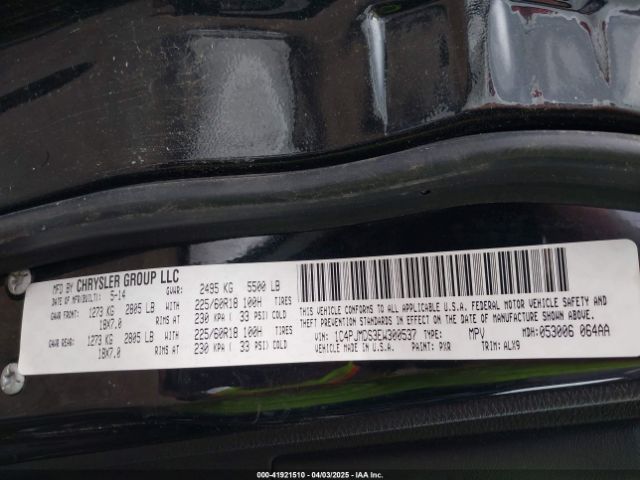 MFD BY CHRYSLER GROUP LLC
DATE OF MFR(BUILT): 5-14 GVWR: 2495 KG 5500 LB
GAWR FRONT: 1273 KG 2805 LB WITH 225/60R18 100H TIRES
18X7.0 RIMS AT 230 KPA ( 33 PSI) COLD
GAWR REAR: 1273 KG 2805 LB WITH 225/60R18 100H TIRES
18X7.0 RIMS AT 230 KPA ( 33 PSI) COLD
THIS VEHICLE CONFORMS TO ALL APPLICABLE U.S.A. FEDERAL MOTOR VEHICLE SAFETY AND
THEFT PREVENTION STANDARDS IN EFFECT ON THE DATE OF MANUFACTURE SHOWN ABOVE.
VIN: 1C4PJMDS3EW300537 TYPE: MPV MDH: 053006 064AA
VEHICLE MADE IN U.S.A. PAINT: PXR TRIM: ALX9
000-41921510 - 04/03/2025 - IAA Inc.